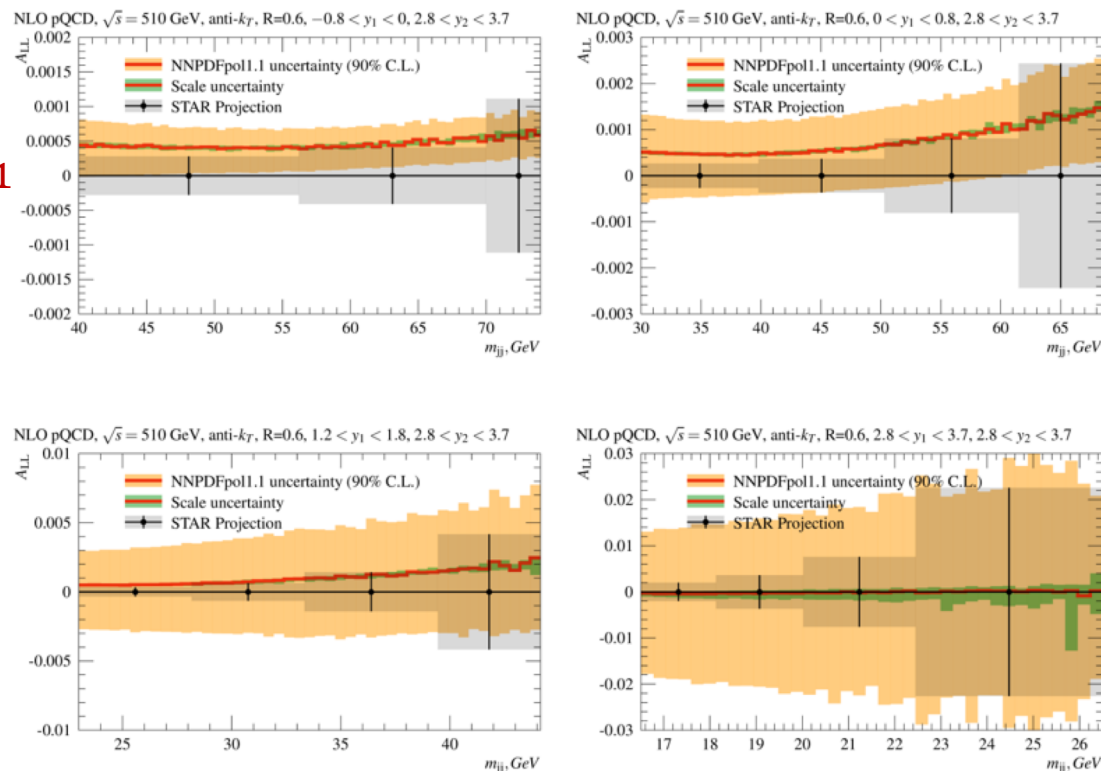 NLO pQCD, √s = 510 GeV, anti-k_T, R=0.6, −0.8 < y₁ < 0, 2.8 < y₂ < 3.7
A_LL
0.002
0.0015
0.001
0.0005
0
-0.0005
-0.001
-0.0015
-0.002
NNPDFpol1.1 uncertainty (90% C.L.)
Scale uncertainty
STAR Projection
40 45 50 55 60 65 70
m_jj, GeV
1
NLO pQCD, √s = 510 GeV, anti-k_T, R=0.6, 0 < y₁ < 0.8, 2.8 < y₂ < 3.7
A_LL
0.003
0.002
0.001
0
-0.001
-0.002
-0.003
NNPDFpol1.1 uncertainty (90% C.L.)
Scale uncertainty
STAR Projection
30 35 40 45 50 55 60 65
m_jj, GeV
NLO pQCD, √s = 510 GeV, anti-k_T, R=0.6, 1.2 < y₁ < 1.8, 2.8 < y₂ < 3.7
A_LL
0.01
0.005
0
-0.005
-0.01
NNPDFpol1.1 uncertainty (90% C.L.)
Scale uncertainty
STAR Projection
25 30 35 40
m_jj, GeV
NLO pQCD, √s = 510 GeV, anti-k_T, R=0.6, 2.8 < y₁ < 3.7, 2.8 < y₂ < 3.7
A_LL
0.03
0.02
0.01
0
-0.01
-0.02
-0.03
NNPDFpol1.1 uncertainty (90% C.L.)
Scale uncertainty
STAR Projection
17 18 19 20 21 22 23 24 25 26
m_jj, GeV